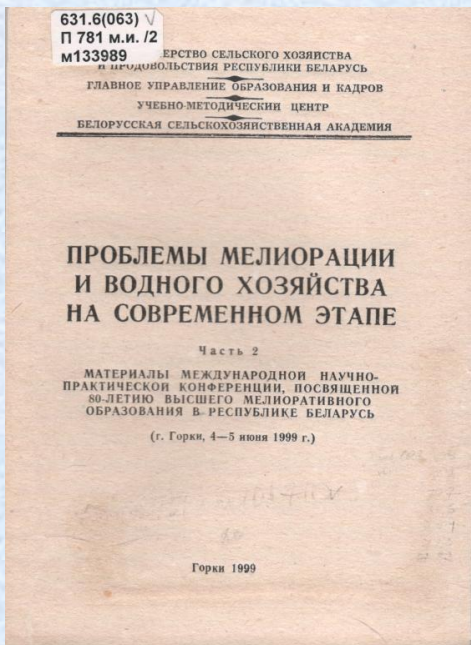 631.6(063) V
П 781 м.и. /2
м133989
ЕРСТВО СЕЛЬСКОГО ХОЗЯЙСТВА
И ПРОДОВОЛЬСТВИЯ РЕСПУБЛИКИ БЕЛАРУСЬ
ГЛАВНОЕ УПРАВЛЕНИЕ ОБРАЗОВАНИЯ И КАДРОВ
УЧЕБНО-МЕТОДИЧЕСКИЙ ЦЕНТР
БЕЛОРУССКАЯ СЕЛЬСКОХОЗЯЙСТВЕННАЯ АКАДЕМИЯ
ПРОБЛЕМЫ МЕЛИОРАЦИИ
И ВОДНОГО ХОЗЯЙСТВА
НА СОВРЕМЕННОМ ЭТАПЕ
Часть 2
МАТЕРИАЛЫ МЕЖДУНАРОДНОЙ НАУЧНО-
ПРАКТИЧЕСКОЙ КОНФЕРЕНЦИИ, ПОСВЯЩЕННОЙ
80-ЛЕТИЮ ВЫСШЕГО МЕЛИОРАТИВНОГО
ОБРАЗОВАНИЯ В РЕСПУБЛИКЕ БЕЛАРУСЬ
(г. Горки, 4—5 июня 1999 г.)
Горки 1999